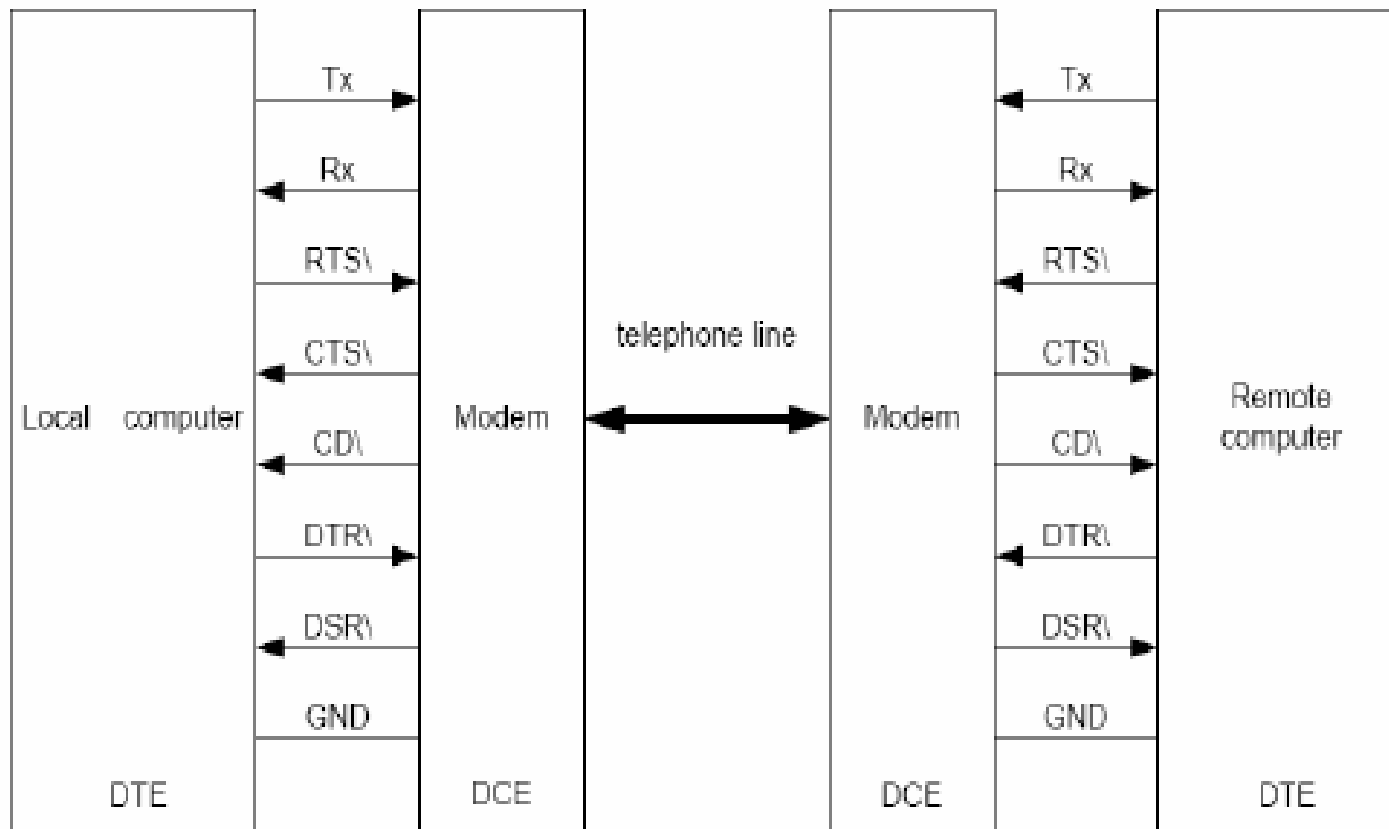 Tx
Rx
RTS\
CTS\
CD\
DTR\
DSR\
GND
Local computer
DTE
Modem
DCE
telephone line
Modem
DCE
Tx
Rx
RTS\
CTS\
CD\
DTR\
DSR\
GND
Remote
computer
DTE